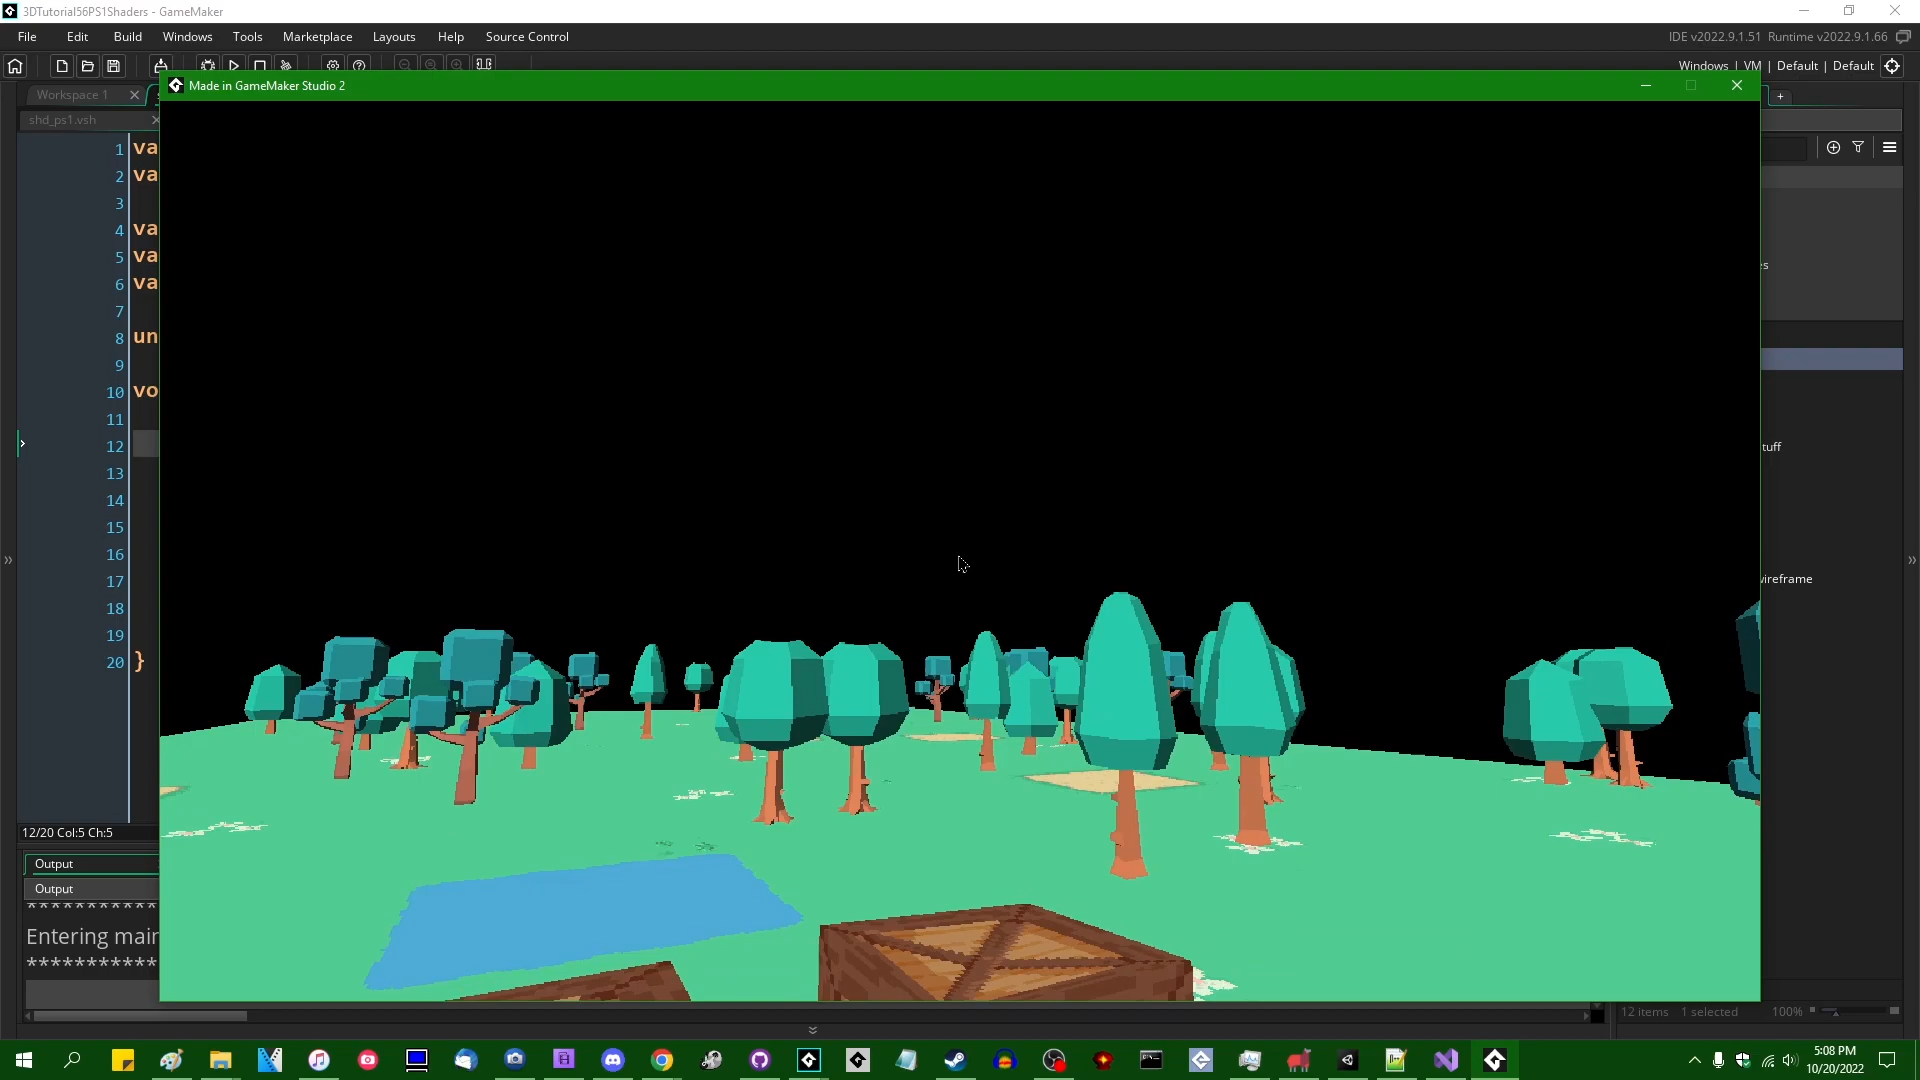 3DTutorial56PS1Shaders - GameMaker
File Edit Build Windows Tools Marketplace Layouts Help Source Control
IDE v2022.9.1.51 Runtime v2022.9.1.66
Windows | VM | Default | Default
Workspace 1
Made in GameMaker Studio 2
shd_ps1.vsh
1 va
2 va
3
4 va
5 va
6 va
7
8 un
9
10 vo
11
12
13
14
15
16
17
18
19
20 }
es
tuff
wireframe
12/20 Col:5 Ch:5
Output
Output
***********
Entering main
***********
12 items 1 selected 100%
5:08 PM
10/20/2022